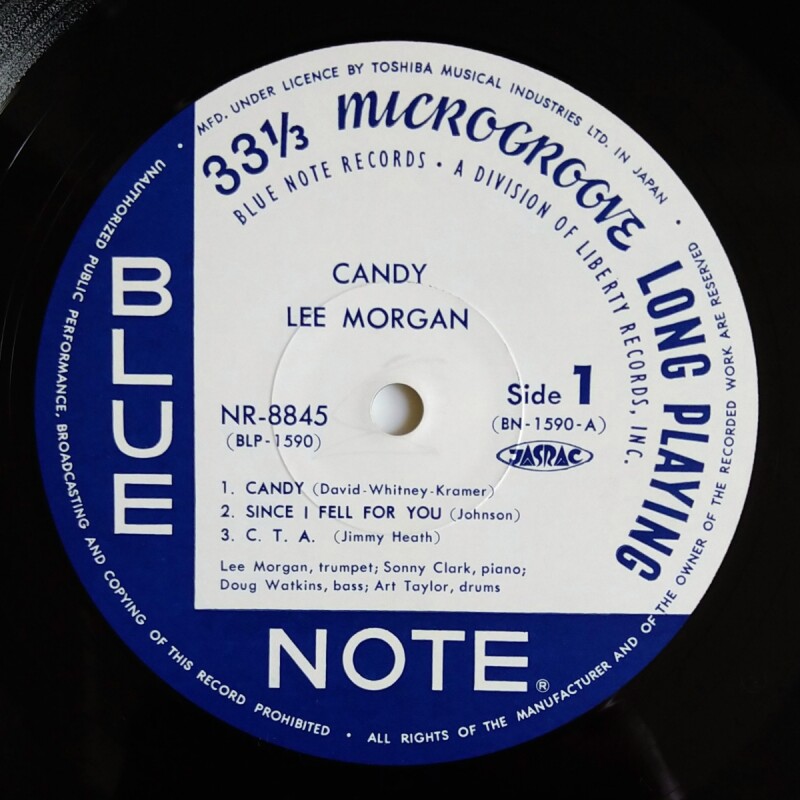 MFD. UNDER LICENCE BY TOSHIBA MUSICAL INDUSTRIES LTD. IN JAPAN •
33⅓ MICROGROOVE LONG PLAYING
BLUE NOTE RECORDS • A DIVISION OF LIBERTY RECORDS, INC.
CANDY
LEE MORGAN
NR-8845
(BLP-1590)
Side 1
(BN-1590-A)
JASRAC
1. CANDY (David-Whitney-Kramer)
2. SINCE I FELL FOR YOU (Johnson)
3. C. T. A. (Jimmy Heath)
Lee Morgan, trumpet; Sonny Clark, piano;
Doug Watkins, bass; Art Taylor, drums
BLUE
NOTE®
UNAUTHORIZED PUBLIC PERFORMANCE, BROADCASTING AND COPYING OF THIS RECORD PROHIBITED • ALL RIGHTS OF THE MANUFACTURER AND OF THE OWNER OF THE RECORDED WORK ARE RESERVED •